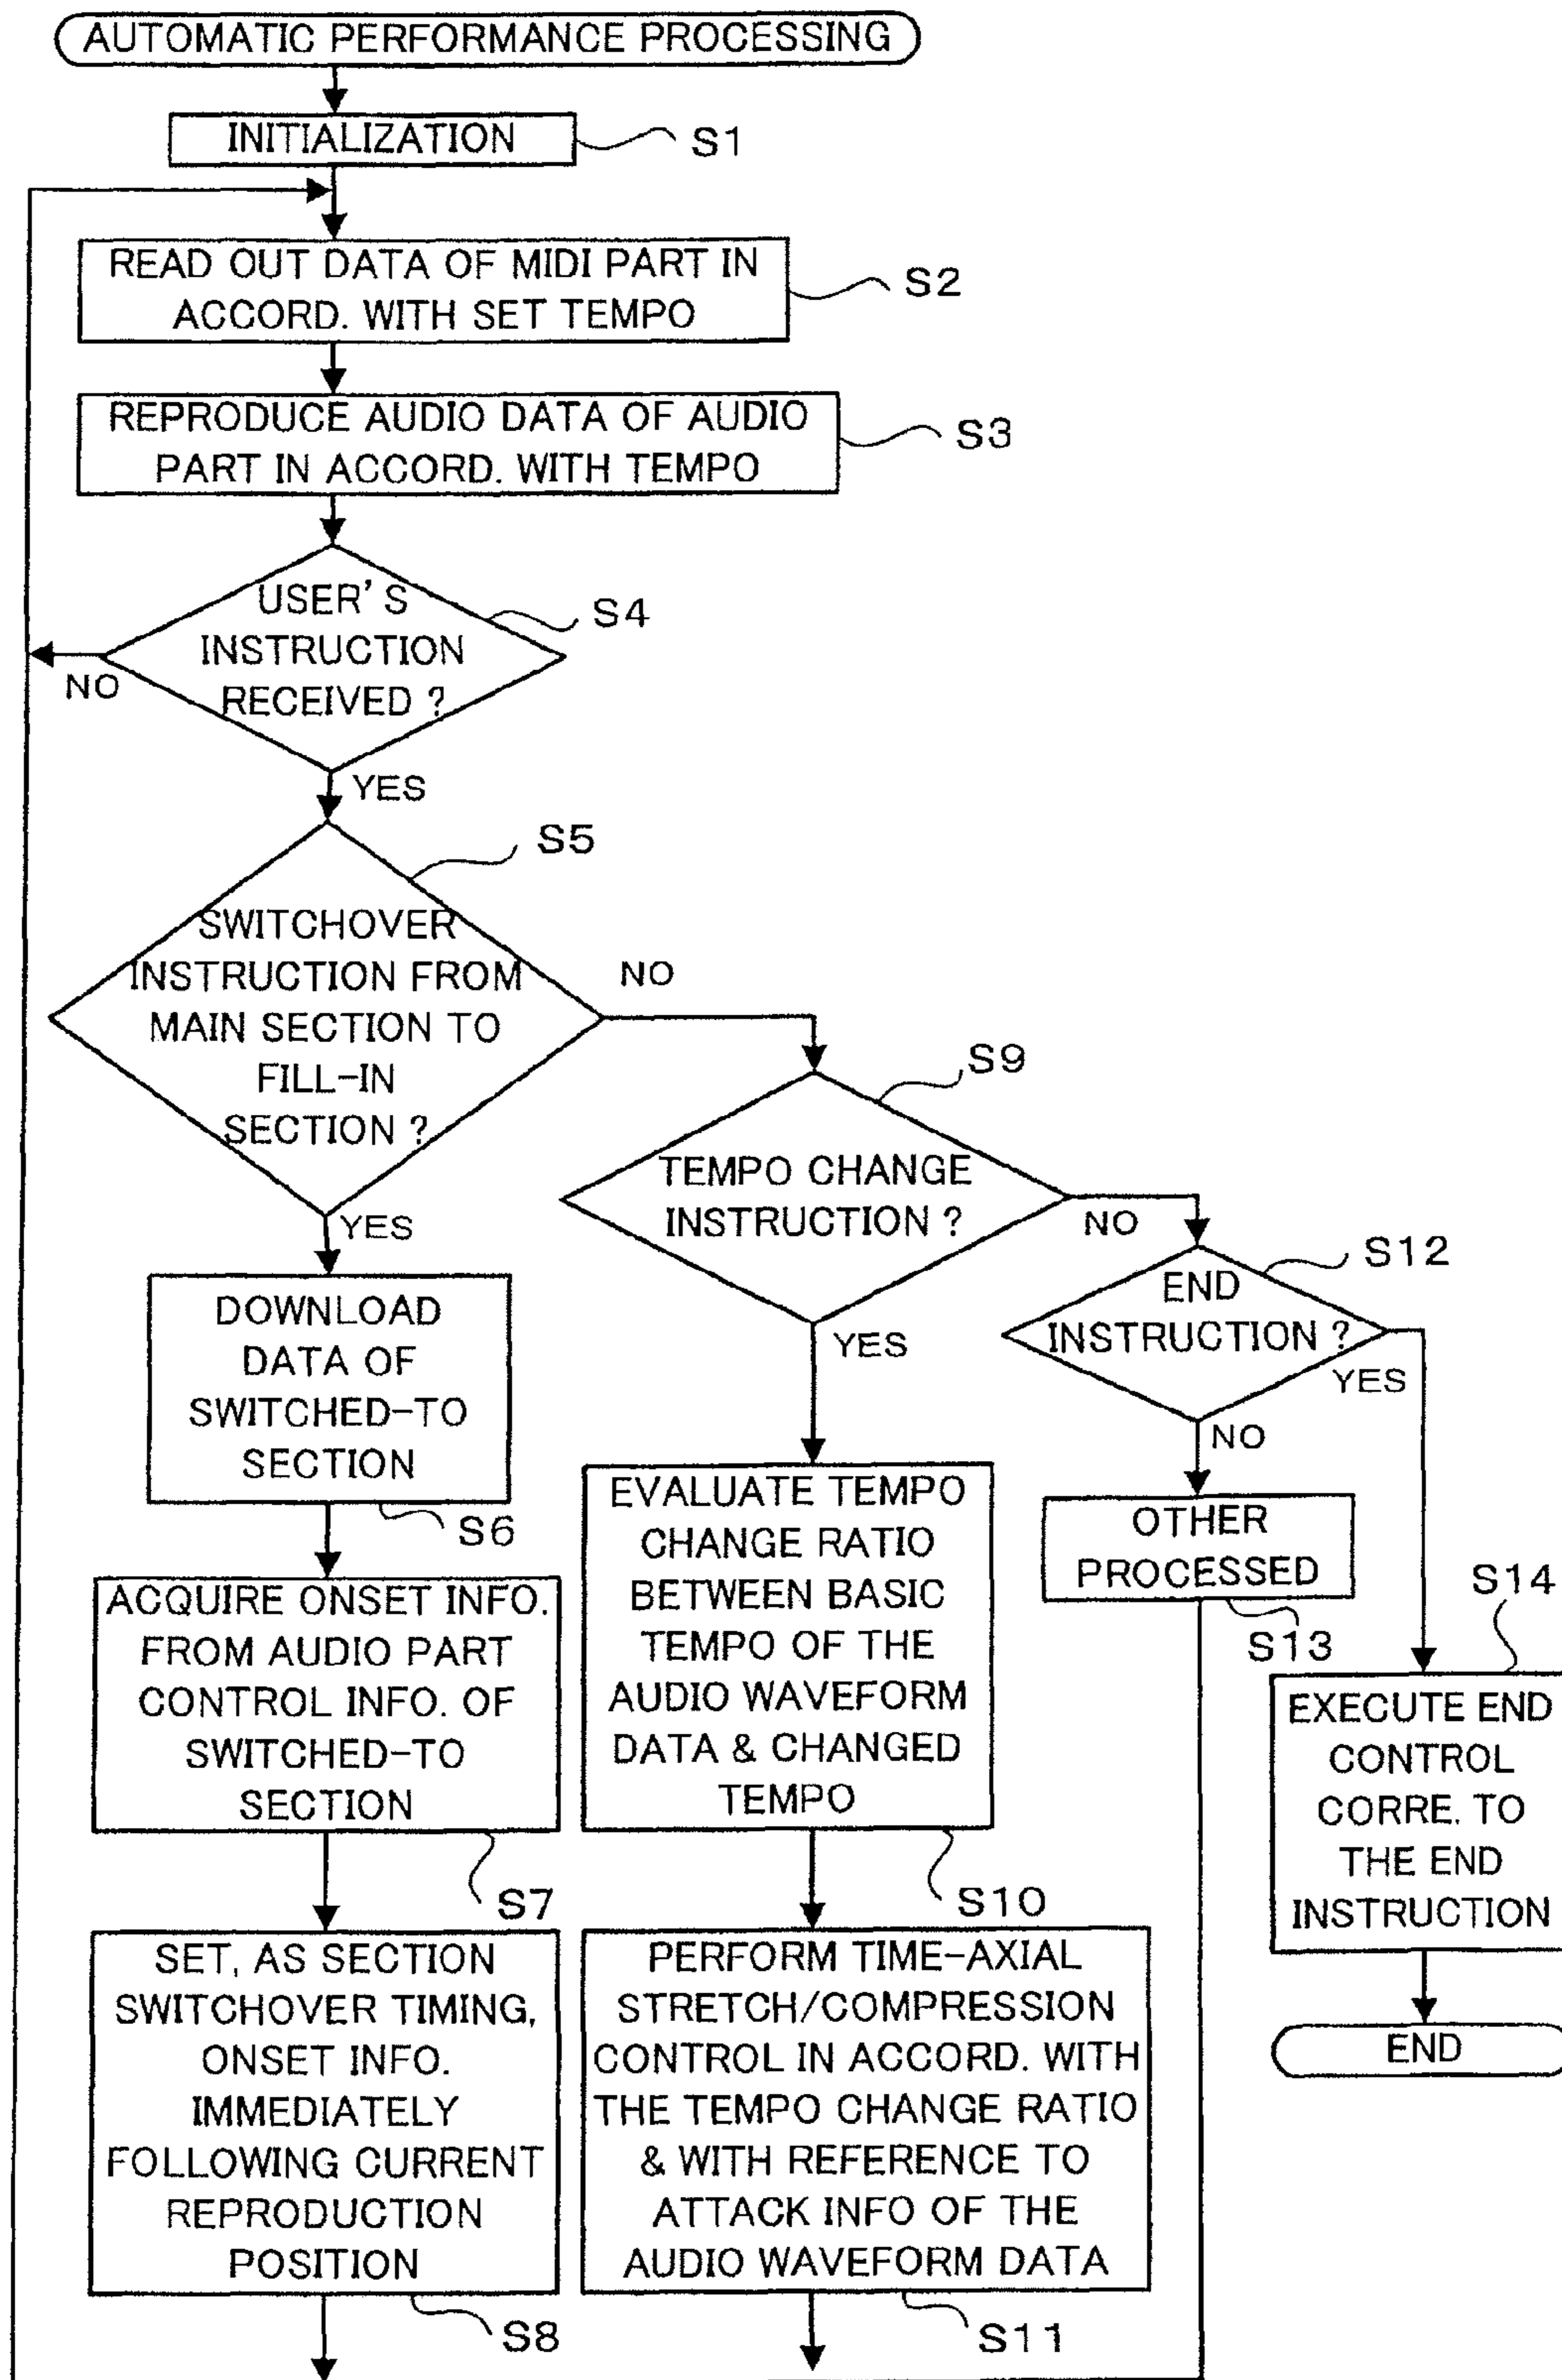 AUTOMATIC PERFORMANCE PROCESSING
INITIALIZATION
S1
READ OUT DATA OF MIDI PART IN
ACCORD. WITH SET TEMPO
S2
REPRODUCE AUDIO DATA OF AUDIO
PART IN ACCORD. WITH TEMPO
S3
USER'S
INSTRUCTION
RECEIVED ?
S4
NO
YES
S5
SWITCHOVER
INSTRUCTION FROM
MAIN SECTION TO
FILL-IN
SECTION ?
NO
YES
DOWNLOAD
DATA OF
SWITCHED-TO
SECTION
S6
ACQUIRE ONSET INFO.
FROM AUDIO PART
CONTROL INFO. OF
SWITCHED-TO
SECTION
S7
SET, AS SECTION
SWITCHOVER TIMING,
ONSET INFO.
IMMEDIATELY
FOLLOWING CURRENT
REPRODUCTION
POSITION
S8
S9
TEMPO CHANGE
INSTRUCTION ?
NO
YES
EVALUATE TEMPO
CHANGE RATIO
BETWEEN BASIC
TEMPO OF THE
AUDIO WAVEFORM
DATA & CHANGED
TEMPO
S10
PERFORM TIME-AXIAL
STRETCH/COMPRESSION
CONTROL IN ACCORD. WITH
THE TEMPO CHANGE RATIO
& WITH REFERENCE TO
ATTACK INFO OF THE
AUDIO WAVEFORM DATA
S11
S12
END
INSTRUCTION ?
YES
NO
OTHER
PROCESSED
S13
S14
EXECUTE END
CONTROL
CORRE. TO
THE END
INSTRUCTION
END